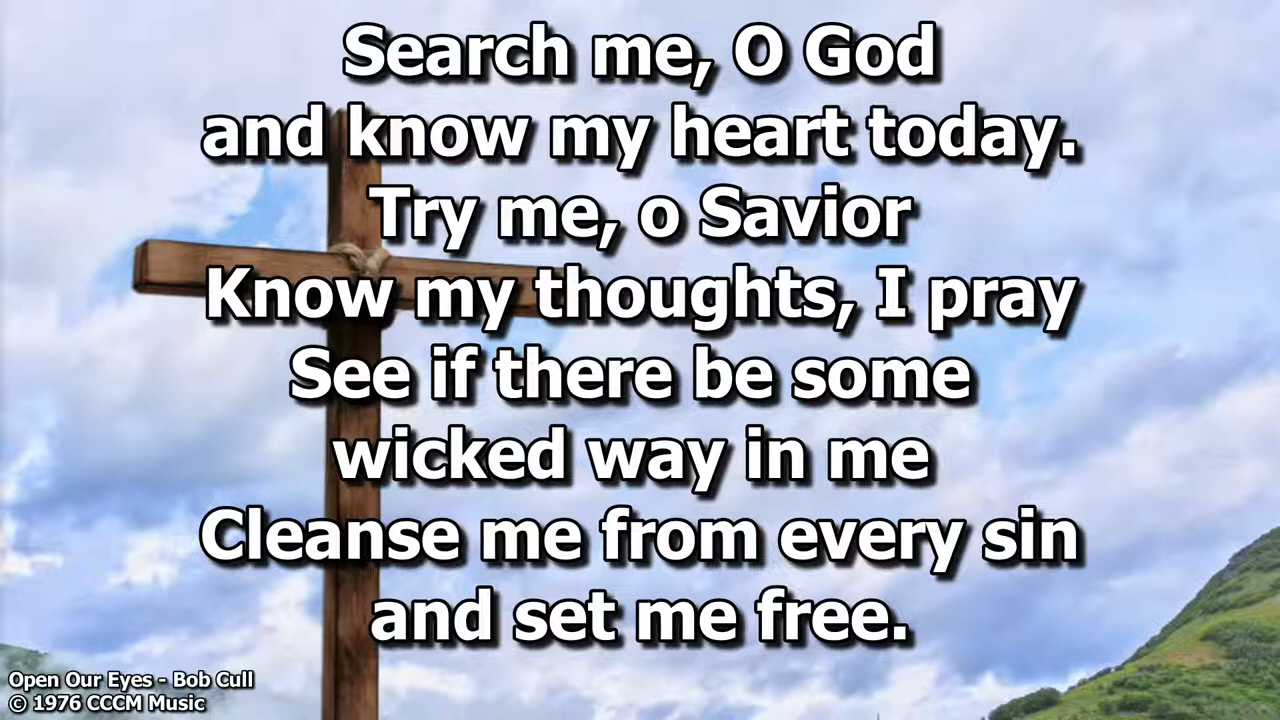 Search me, O God
and know my heart today.
Try me, o Savior
Know my thoughts, I pray
See if there be some
wicked way in me
Cleanse me from every sin
and set me free.
Open Our Eyes - Bob Cull
© 1976 CCCM Music